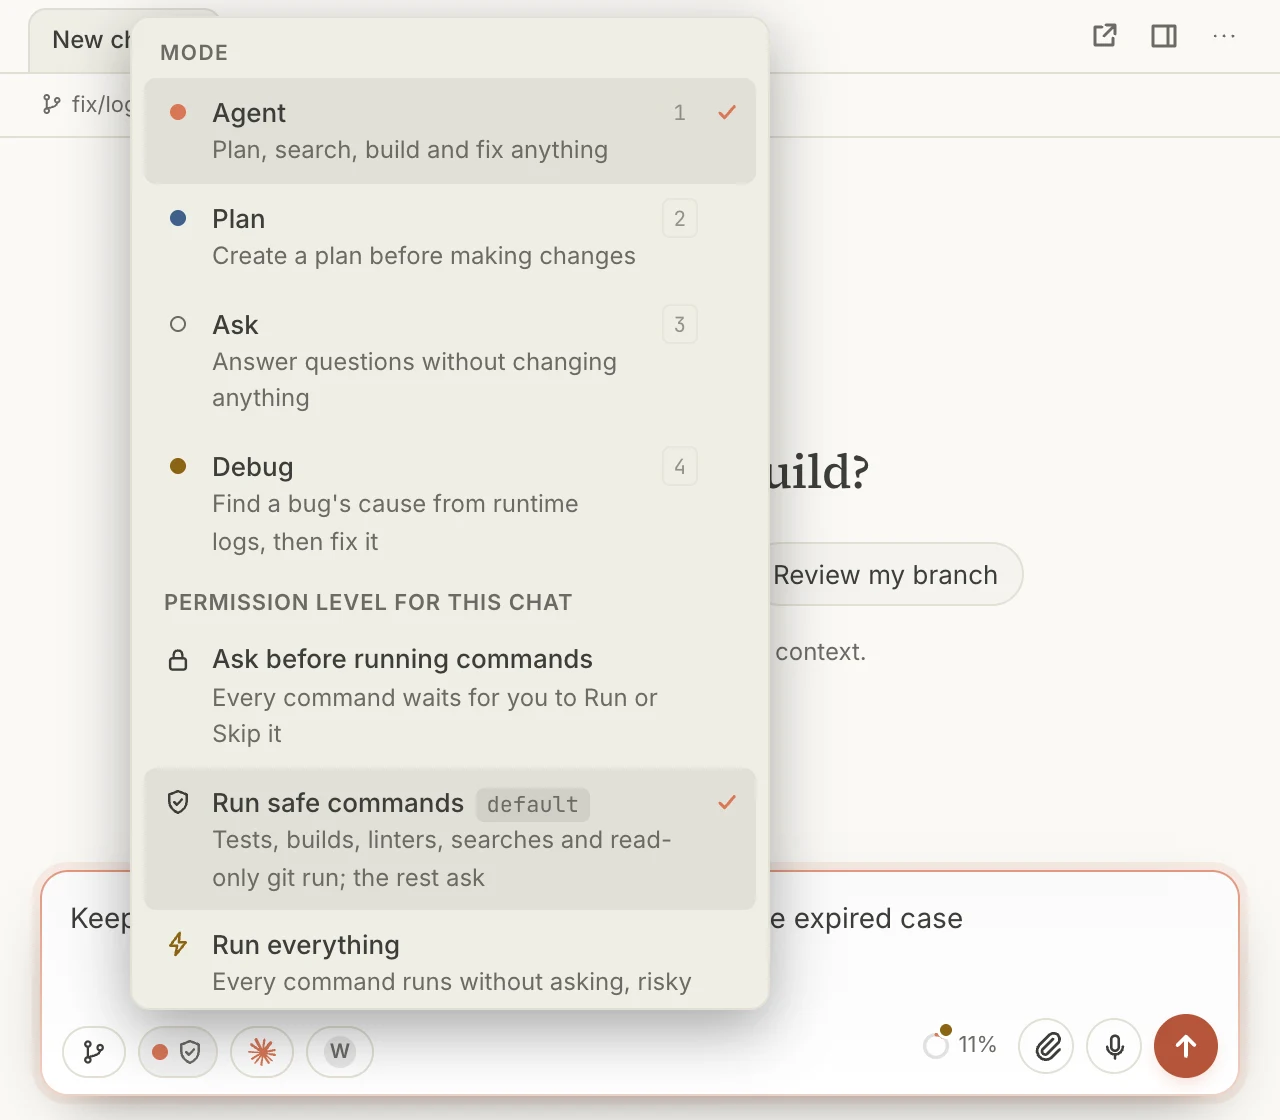 New
MODE
Agent 1
Plan, search, build and fix anything
fix/log
Plan 2
Create a plan before making changes
Ask 3
Answer questions without changing
anything
Debug 4
Find a bug's cause from runtime
logs, then fix it
uild?
Review my branch
PERMISSION LEVEL FOR THIS CHAT
context.
Ask before running commands
Every command waits for you to Run or
Skip it
Run safe commands default
Tests, builds, linters, searches and read-
only git run; the rest ask
Keep
e expired case
Run everything
Every command runs without asking, risky
W
11%